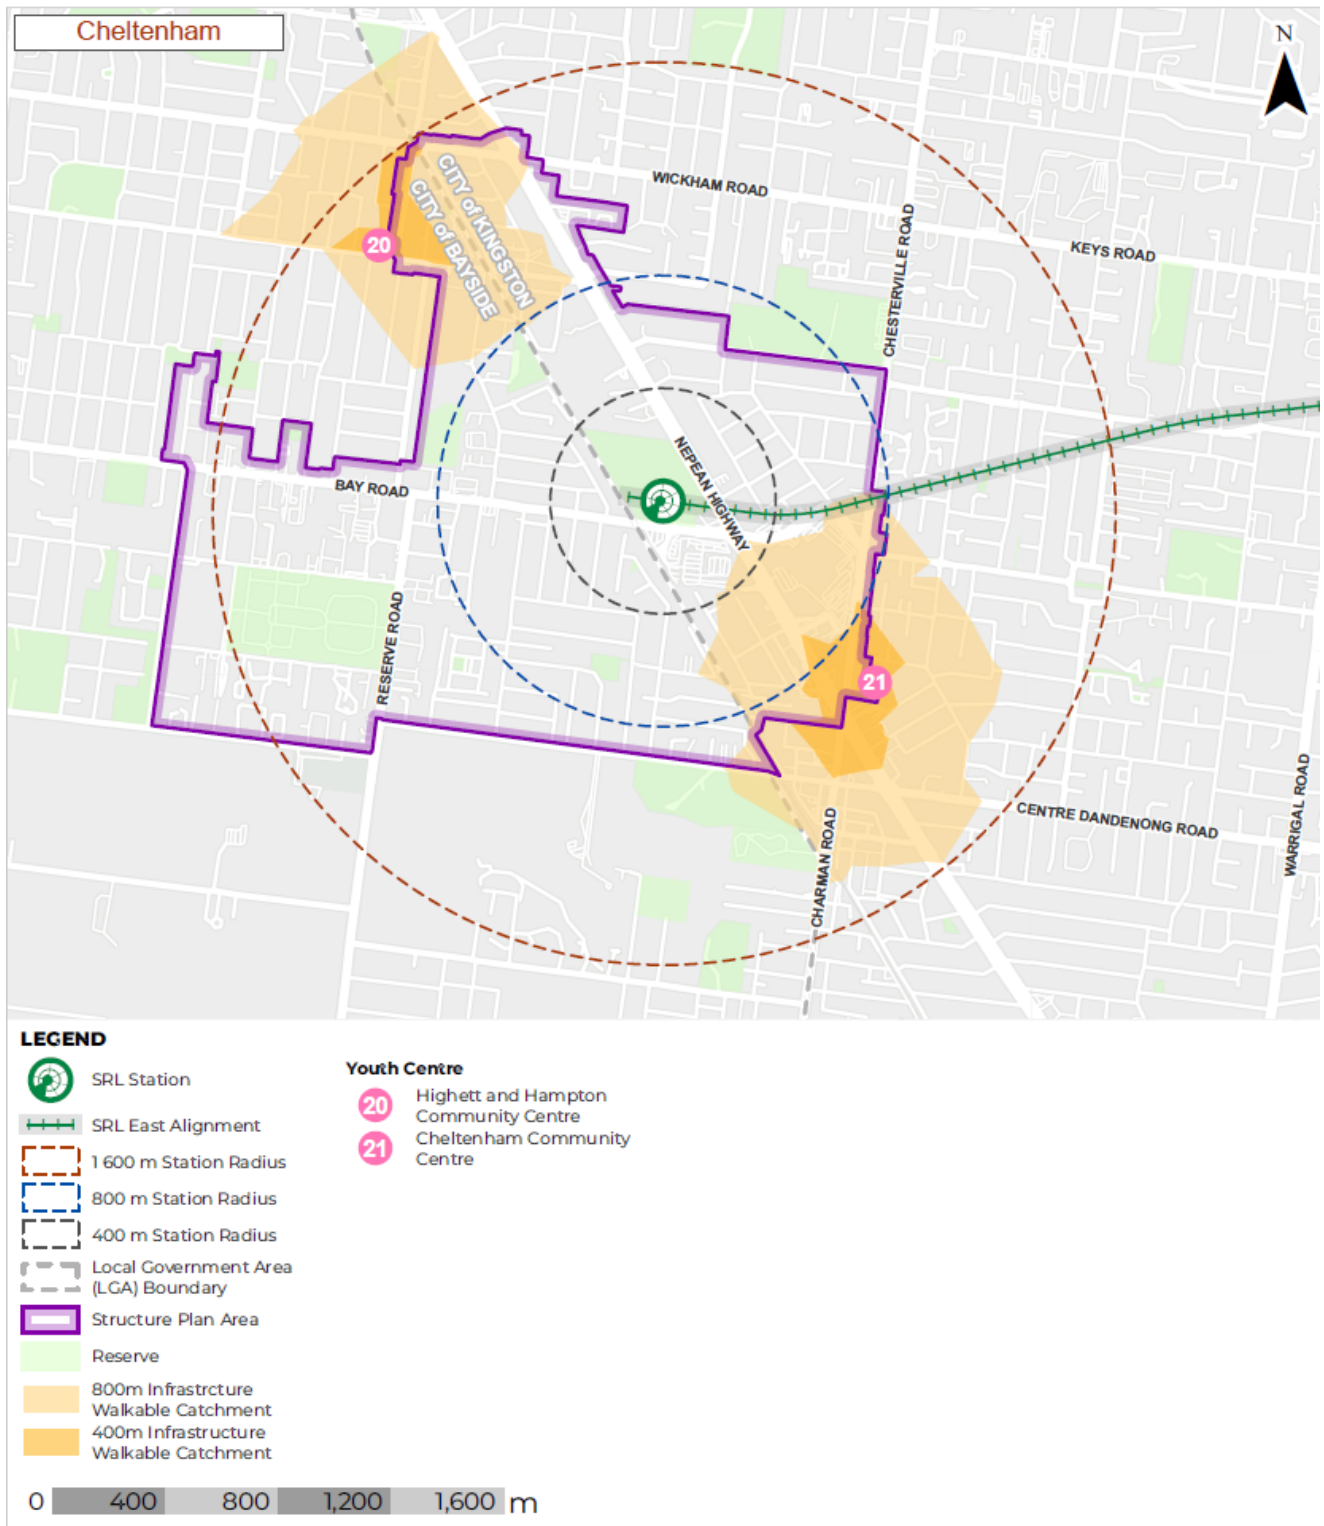 Cheltenham
N
CITY of KINGSTON
CITY of BAYSIDE
WICKHAM ROAD
KEYS ROAD
CHESTERVILLE ROAD
20
NEPEAN HIGHWAY
BAY ROAD
RESERVE ROAD
21
CENTRE DANDENONG ROAD
WARRIGAL ROAD
CHARMAN ROAD
LEGEND
SRL Station
SRL East Alignment
1 600 m Station Radius
800 m Station Radius
400 m Station Radius
Local Government Area
(LGA) Boundary
Structure Plan Area
Reserve
800m Infrastrcture
Walkable Catchment
400m Infrastructure
Walkable Catchment
Youth Centre
20
Highett and Hampton
Community Centre
21
Cheltenham Community
Centre
0 400 800 1,200 1,600 m